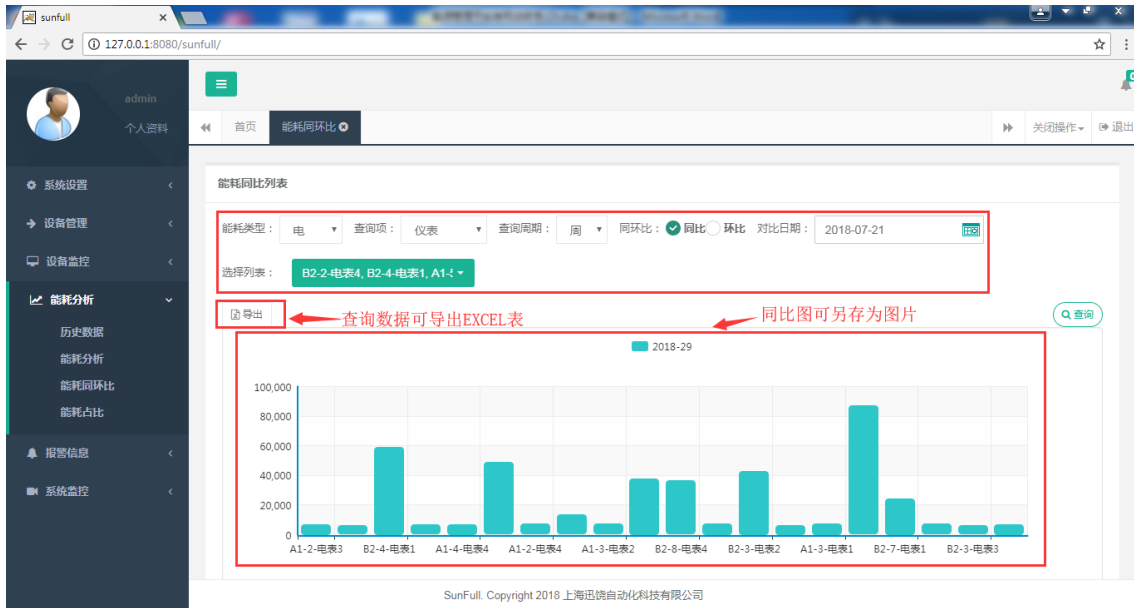 sunfull
127.0.0.1:8080/sunfull/
admin
个人资料
首页
能耗同环比
关闭操作
退出
系统设置
设备管理
设备监控
能耗分析
历史数据
能耗分析
能耗同环比
能耗占比
报警信息
系统监控
能耗同比列表
能耗类型： 电 查询项： 仪表 查询周期： 周 同环比： 同比 环比 对比日期： 2018-07-21
选择列表： B2-2-电表4, B2-4-电表1, A1-
导出
查询数据可导出EXCEL表
同比图可另存为图片
查询
2018-29
100,000
80,000
60,000
40,000
20,000
0
A1-2-电表3 B2-4-电表1 A1-4-电表4 A1-2-电表4 A1-3-电表2 B2-8-电表4 B2-3-电表2 A1-3-电表1 B2-7-电表1 B2-3-电表3
SunFull. Copyright 2018 上海迅饶自动化科技有限公司